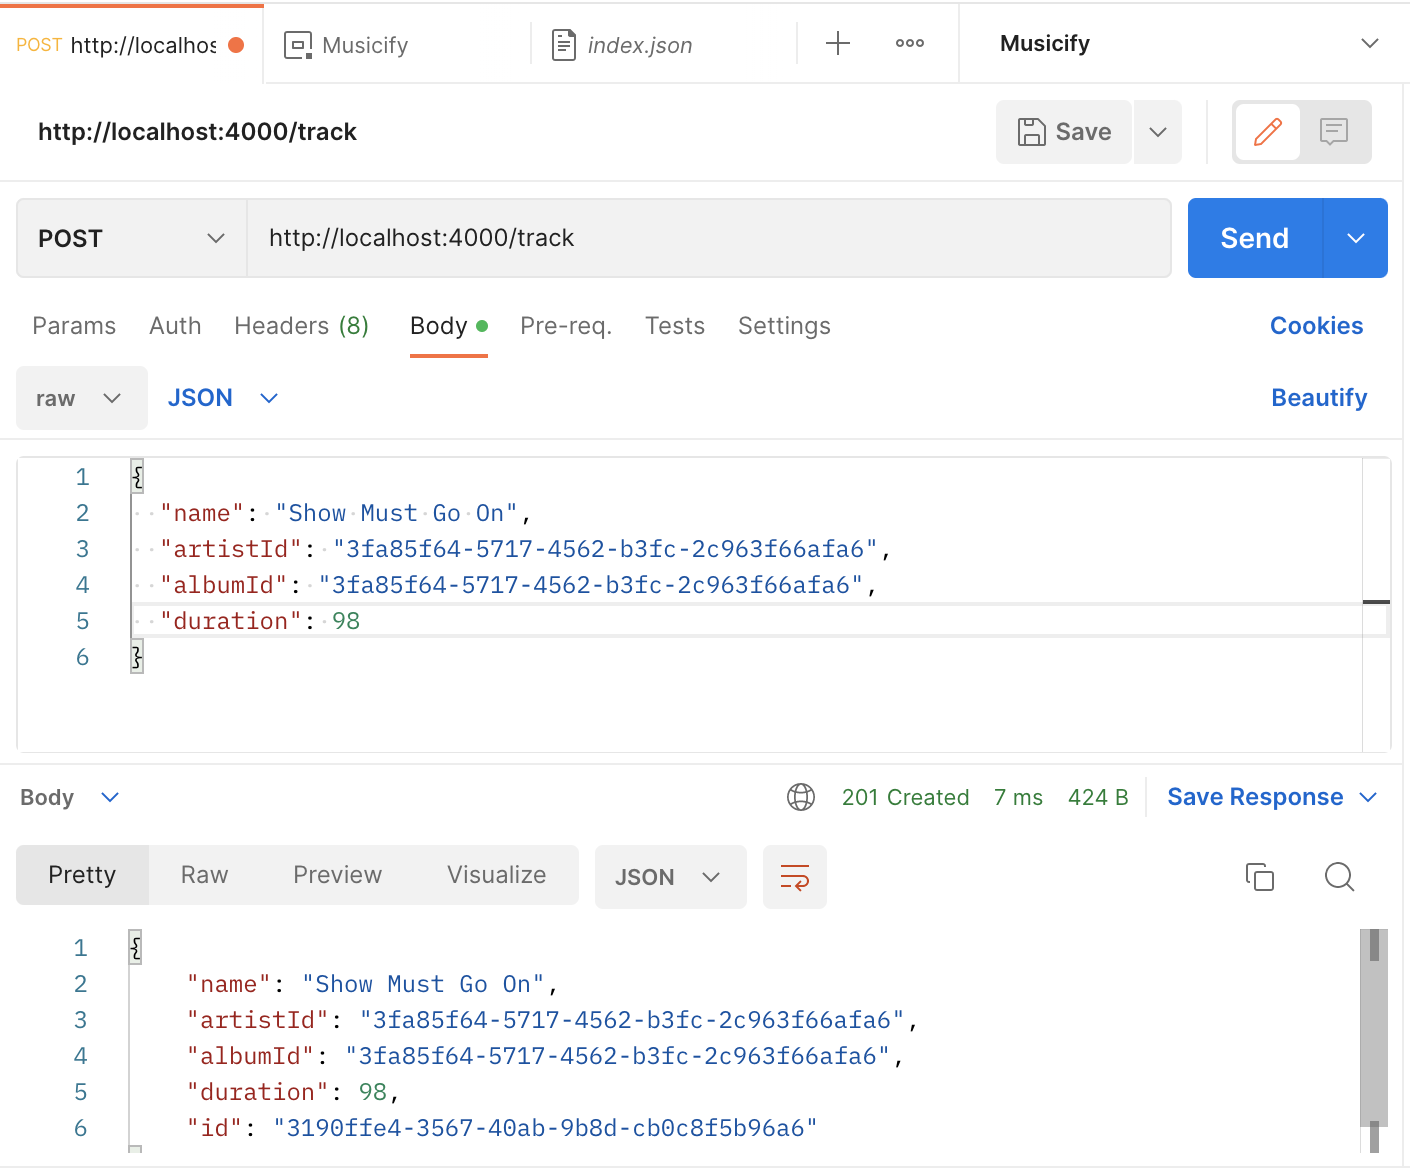 POST http://localhos Musicify index.json Musicify
http://localhost:4000/track Save
POST http://localhost:4000/track Send
Params Auth Headers (8) Body Pre-req. Tests Settings Cookies
raw JSON Beautify
1 {
2 "name": "Show Must Go On",
3 "artistId": "3fa85f64-5717-4562-b3fc-2c963f66afa6",
4 "albumId": "3fa85f64-5717-4562-b3fc-2c963f66afa6",
5 "duration": 98
6 }
Body 201 Created 7 ms 424 B Save Response
Pretty Raw Preview Visualize JSON
1 {
2 "name": "Show Must Go On",
3 "artistId": "3fa85f64-5717-4562-b3fc-2c963f66afa6",
4 "albumId": "3fa85f64-5717-4562-b3fc-2c963f66afa6",
5 "duration": 98,
6 "id": "3190ffe4-3567-40ab-9b8d-cb0c8f5b96a6"